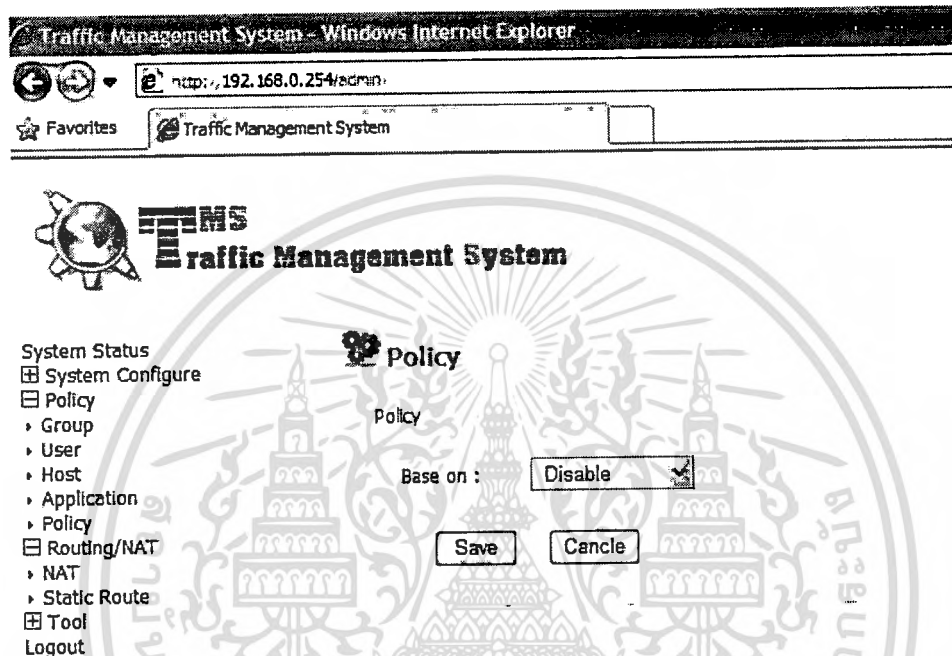 Traffic Management System - Windows Internet Explorer
http://192.168.0.254/admin/
Favorites
Traffic Management System
TMS
Traffic Management System
System Status
System Configure
Policy
Group
User
Host
Application
Policy
Routing/NAT
NAT
Static Route
Tool
Logout
Policy
Policy
Base on :
Disable
Save
Cancle